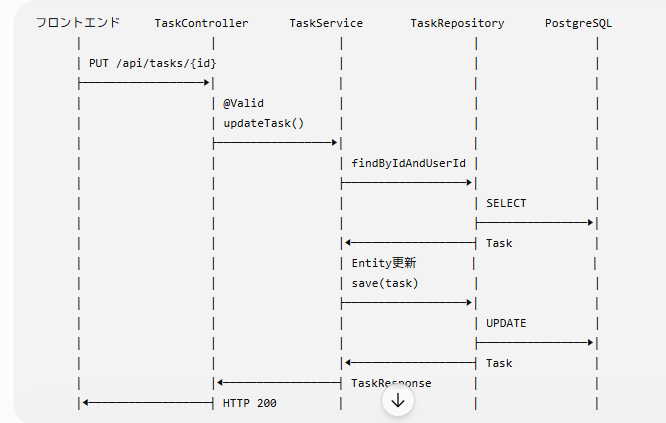 フロントエンド TaskController TaskService TaskRepository PostgreSQL
PUT /api/tasks/{id}
@Valid
updateTask()
findByIdAndUserId
SELECT
Task
Entity更新
save(task)
UPDATE
Task
TaskResponse
HTTP 200